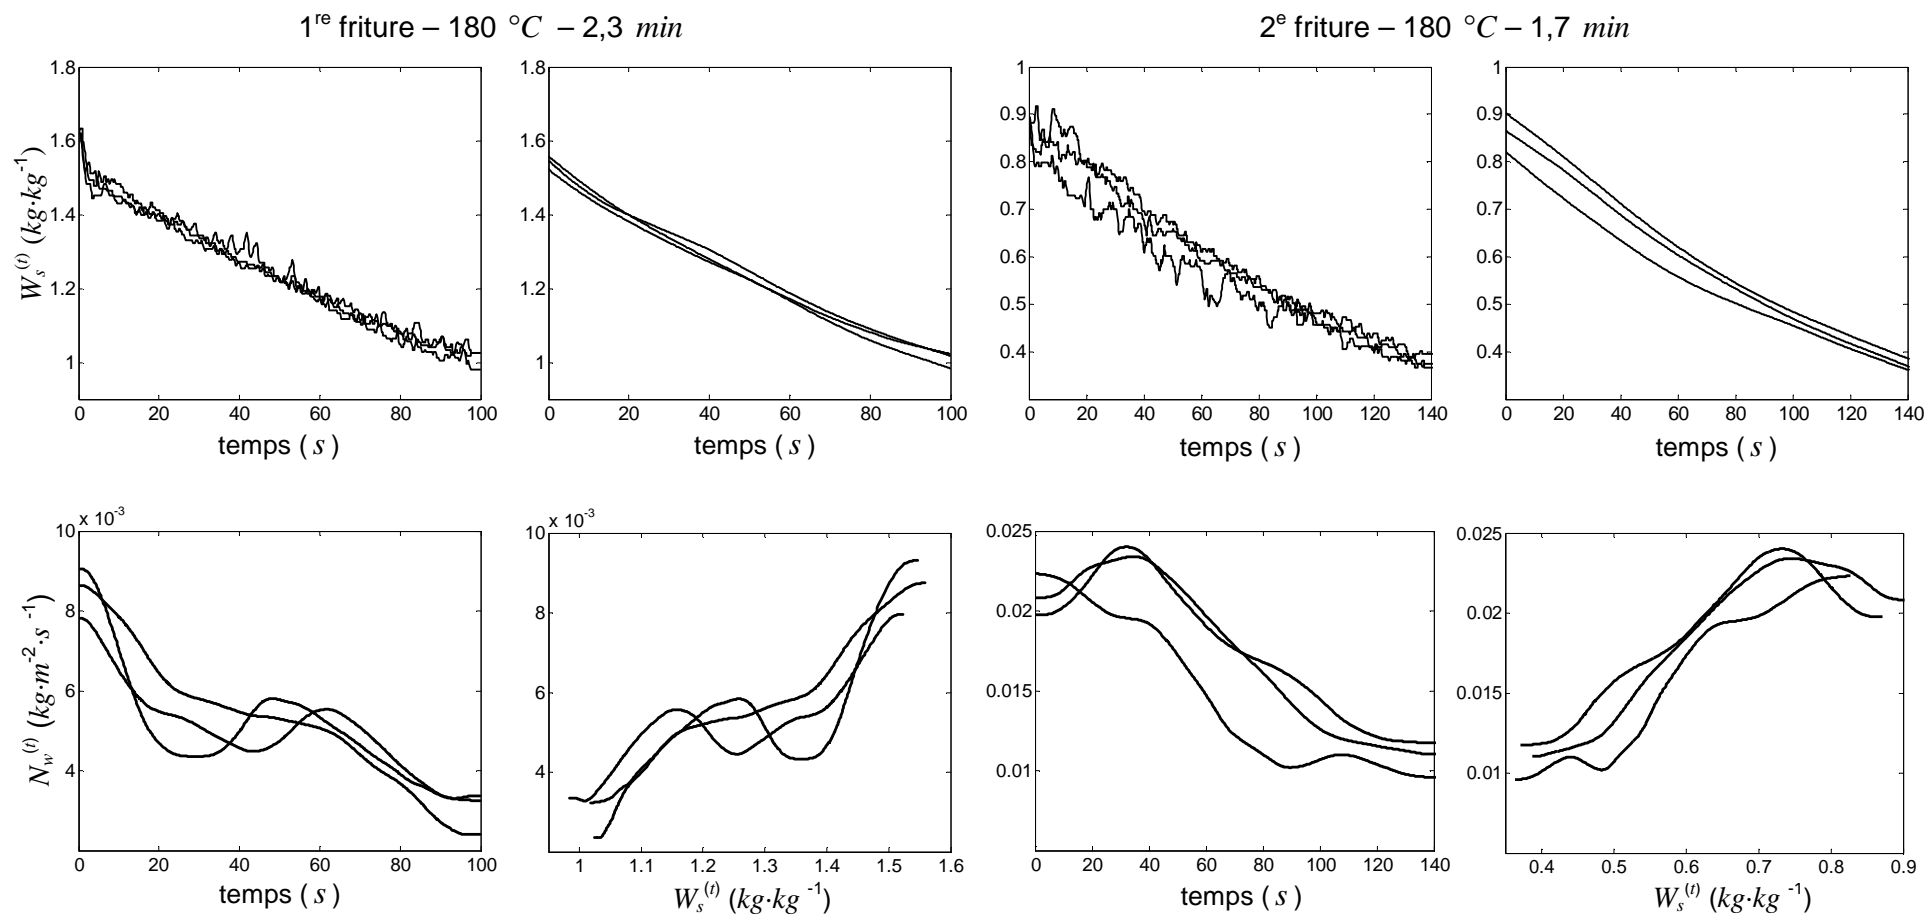 1re friture – 180 °C – 2,3 min
2e friture – 180 °C – 1,7 min
1.8
1.6
1.4
1.2
1
0 20 40 60 80 100
temps ( s )
Ws(t) (kg·kg-1)
1.8
1.6
1.4
1.2
1
0 20 40 60 80 100
temps ( s )
1
0.9
0.8
0.7
0.6
0.5
0.4
0 20 40 60 80 100 120 140
temps ( s )
1
0.9
0.8
0.7
0.6
0.5
0.4
0 20 40 60 80 100 120 140
temps ( s )
x 10-3
10
8
6
4
0 20 40 60 80 100
temps ( s )
Nw(t) (kg·m-2·s-1)
x 10-3
10
8
6
4
1 1.1 1.2 1.3 1.4 1.5 1.6
Ws(t) (kg·kg-1)
0.025
0.02
0.015
0.01
0 20 40 60 80 100 120 140
temps ( s )
0.025
0.02
0.015
0.01
0.4 0.5 0.6 0.7 0.8 0.9
Ws(t) (kg·kg-1)